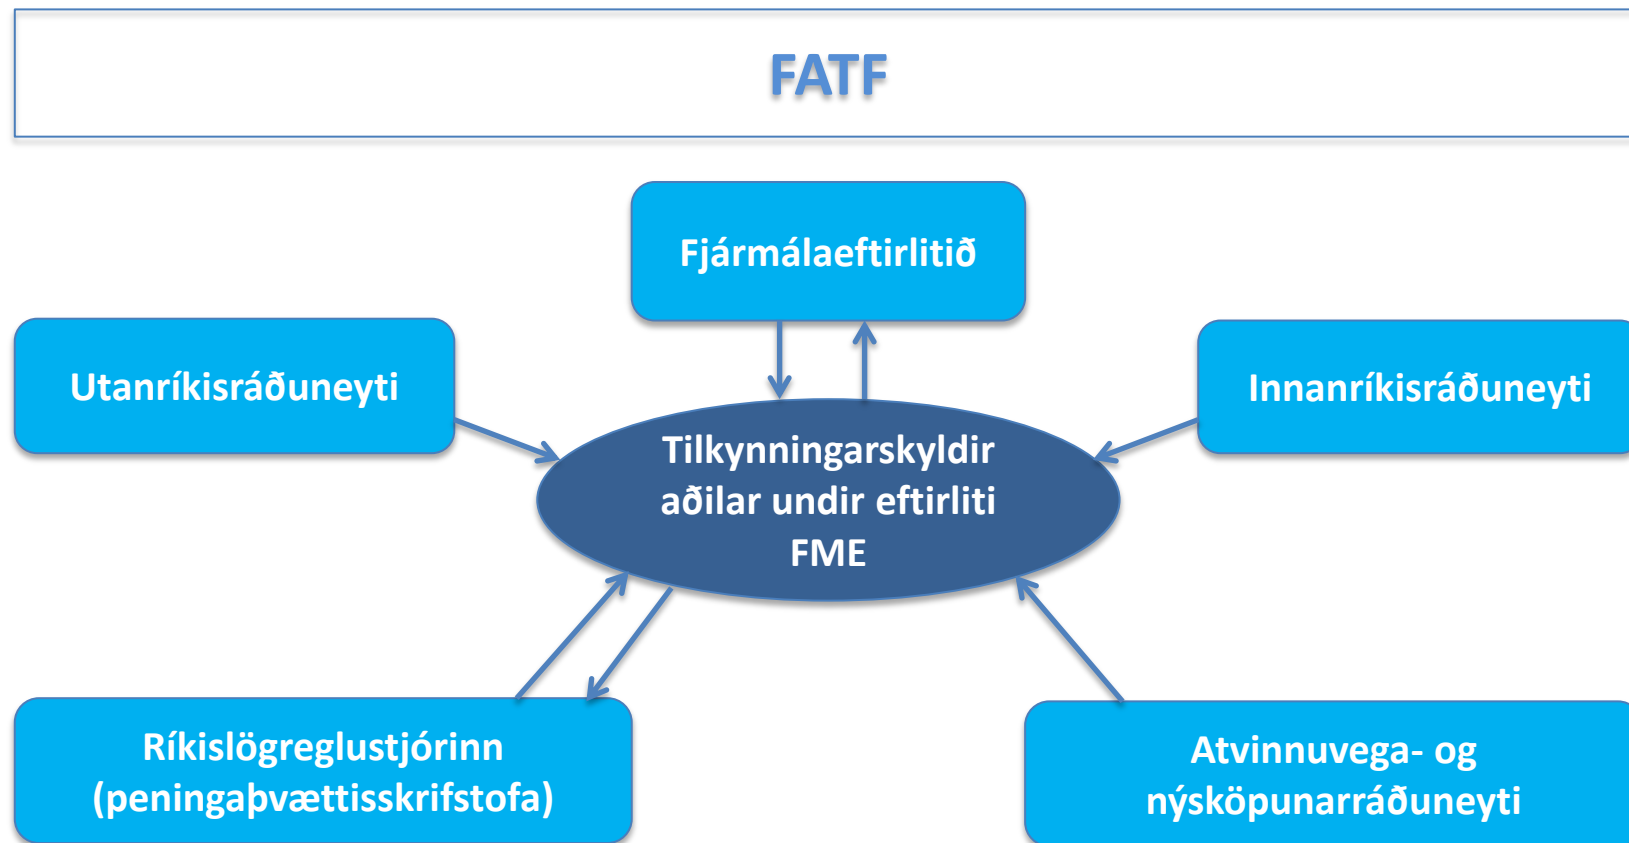 FATF
Fjármálaeftirlitið
Utanríkisráðuneyti
Innanríkisráðuneyti
Tilkynningarskyldir
aðilar undir eftirliti
FME
Ríkislögreglustjórinn
(peningaþvættisskrifstofa)
Atvinnuvega- og
nýsköpunarráðuneyti